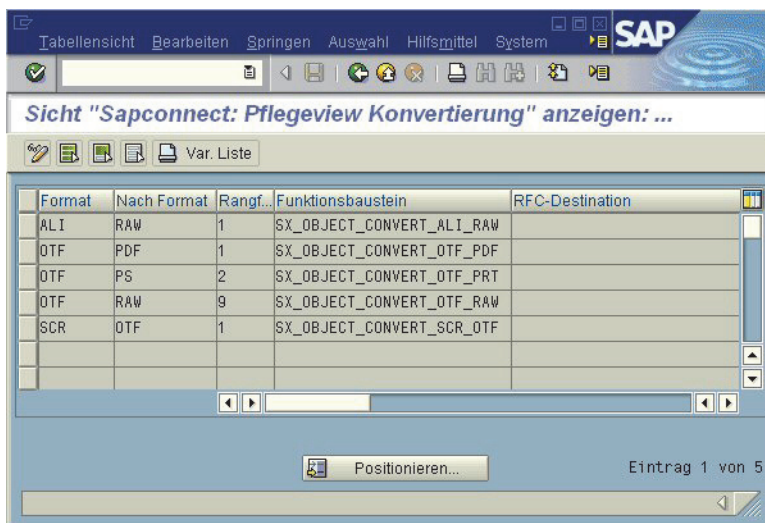 Tabellensicht Bearbeiten Springen Auswahl Hilfsmittel System
SAP
Sicht "Sapconnect: Pflegeview Konvertierung" anzeigen: ...
Var. Liste
Format Nach Format Rangf... Funktionsbaustein RFC-Destination
ALI RAW 1 SX_OBJECT_CONVERT_ALI_RAW
OTF PDF 1 SX_OBJECT_CONVERT_OTF_PDF
OTF PS 2 SX_OBJECT_CONVERT_OTF_PRT
OTF RAW 9 SX_OBJECT_CONVERT_OTF_RAW
SCR OTF 1 SX_OBJECT_CONVERT_SCR_OTF
Positionieren... Eintrag 1 von 5